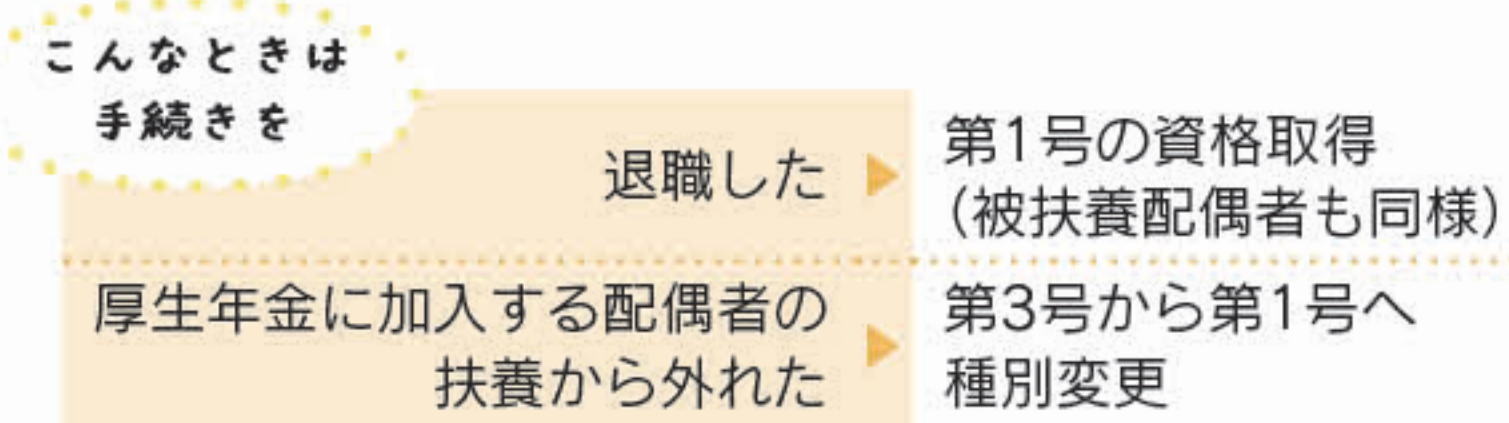 こんなときは
手続きを
退職した ▶ 第1号の資格取得
(被扶養配偶者も同様)
厚生年金に加入する配偶者の
扶養から外れた ▶ 第3号から第1号へ
種別変更